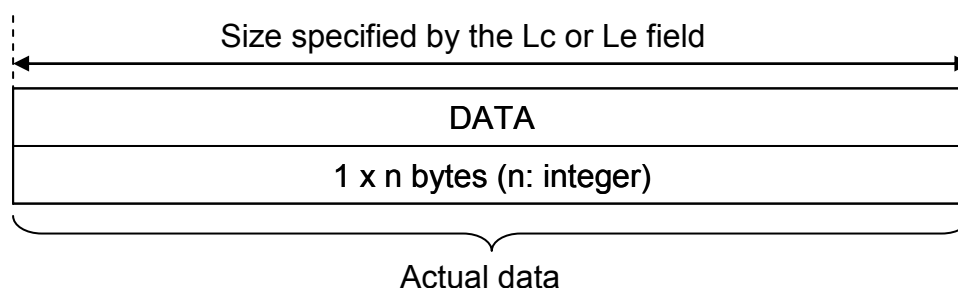 Size specified by the Lc or Le field
DATA
1 x n bytes (n: integer)
Actual data